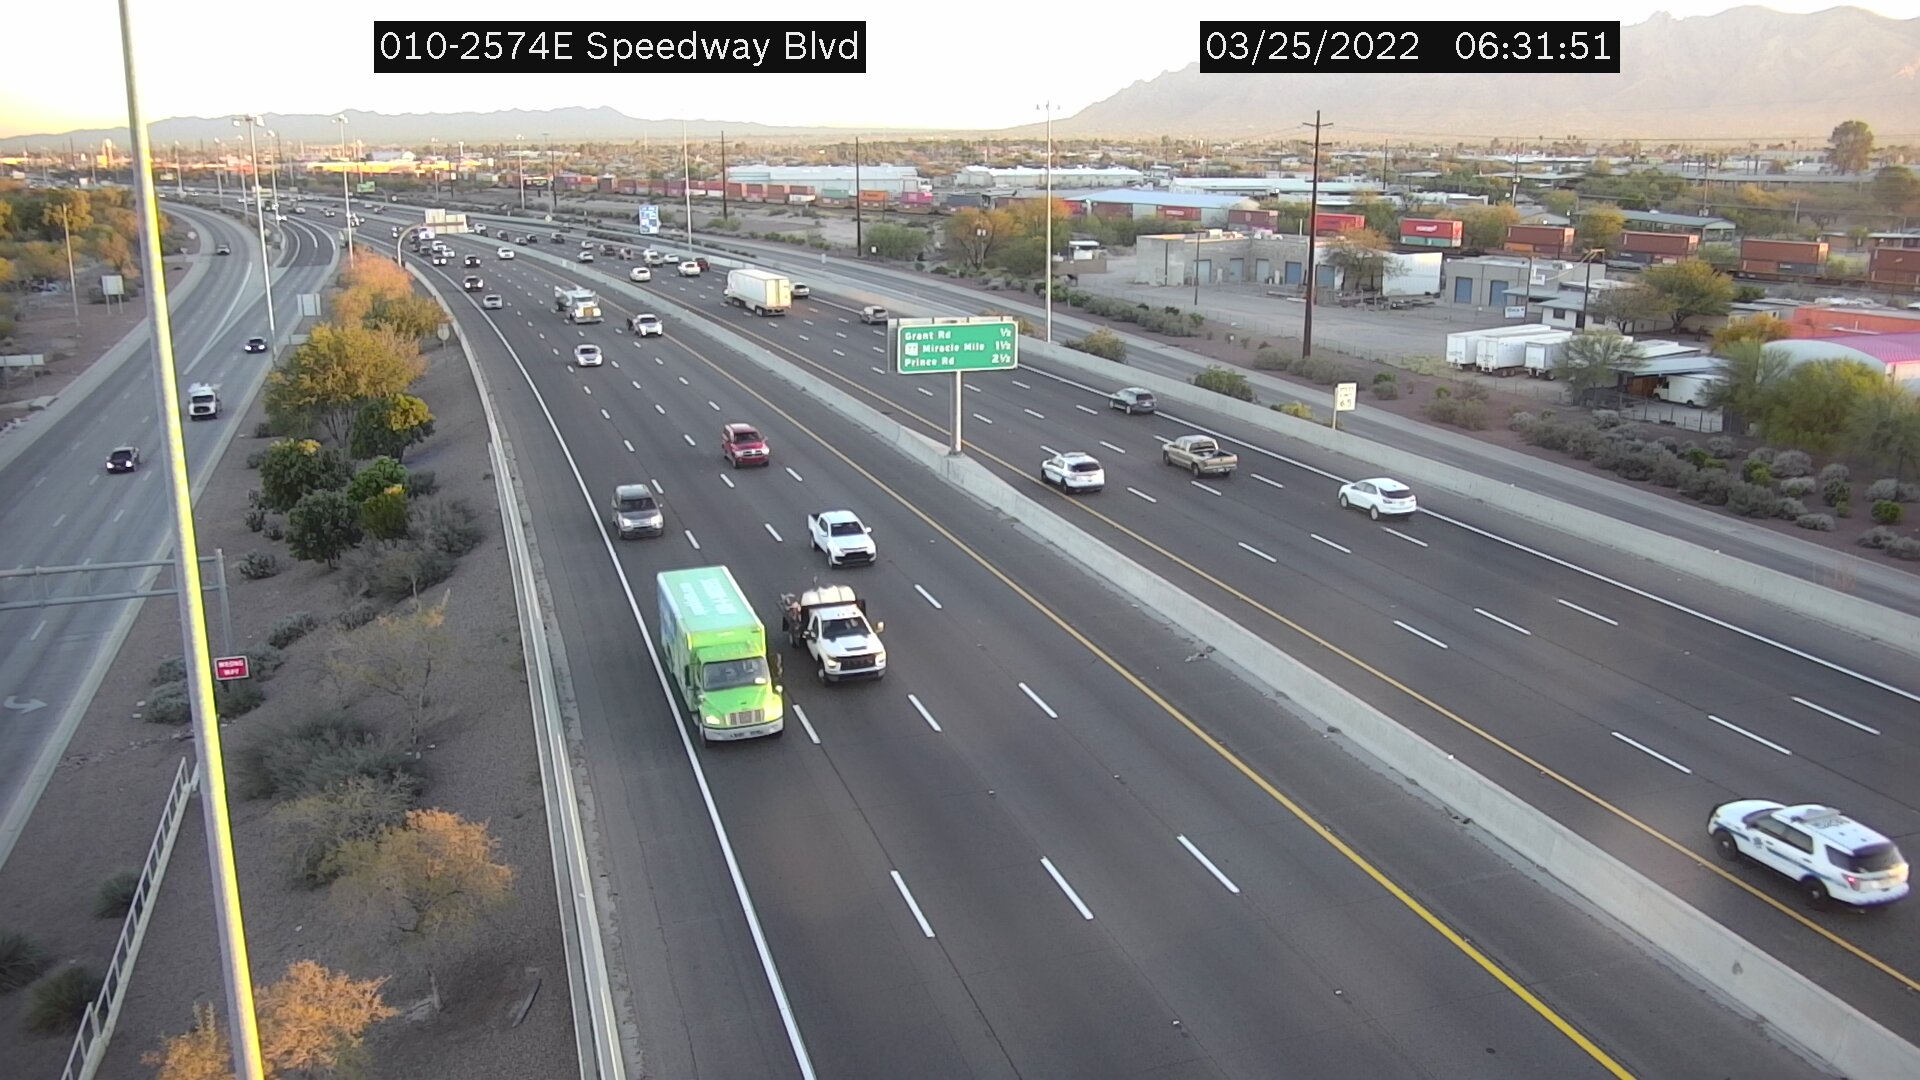 010-2574E Speedway Blvd
03/25/2022 06:31:51
Grant Rd ½
Miracle Mile 1½
Prince Rd 2½
WRONG
WAY
65